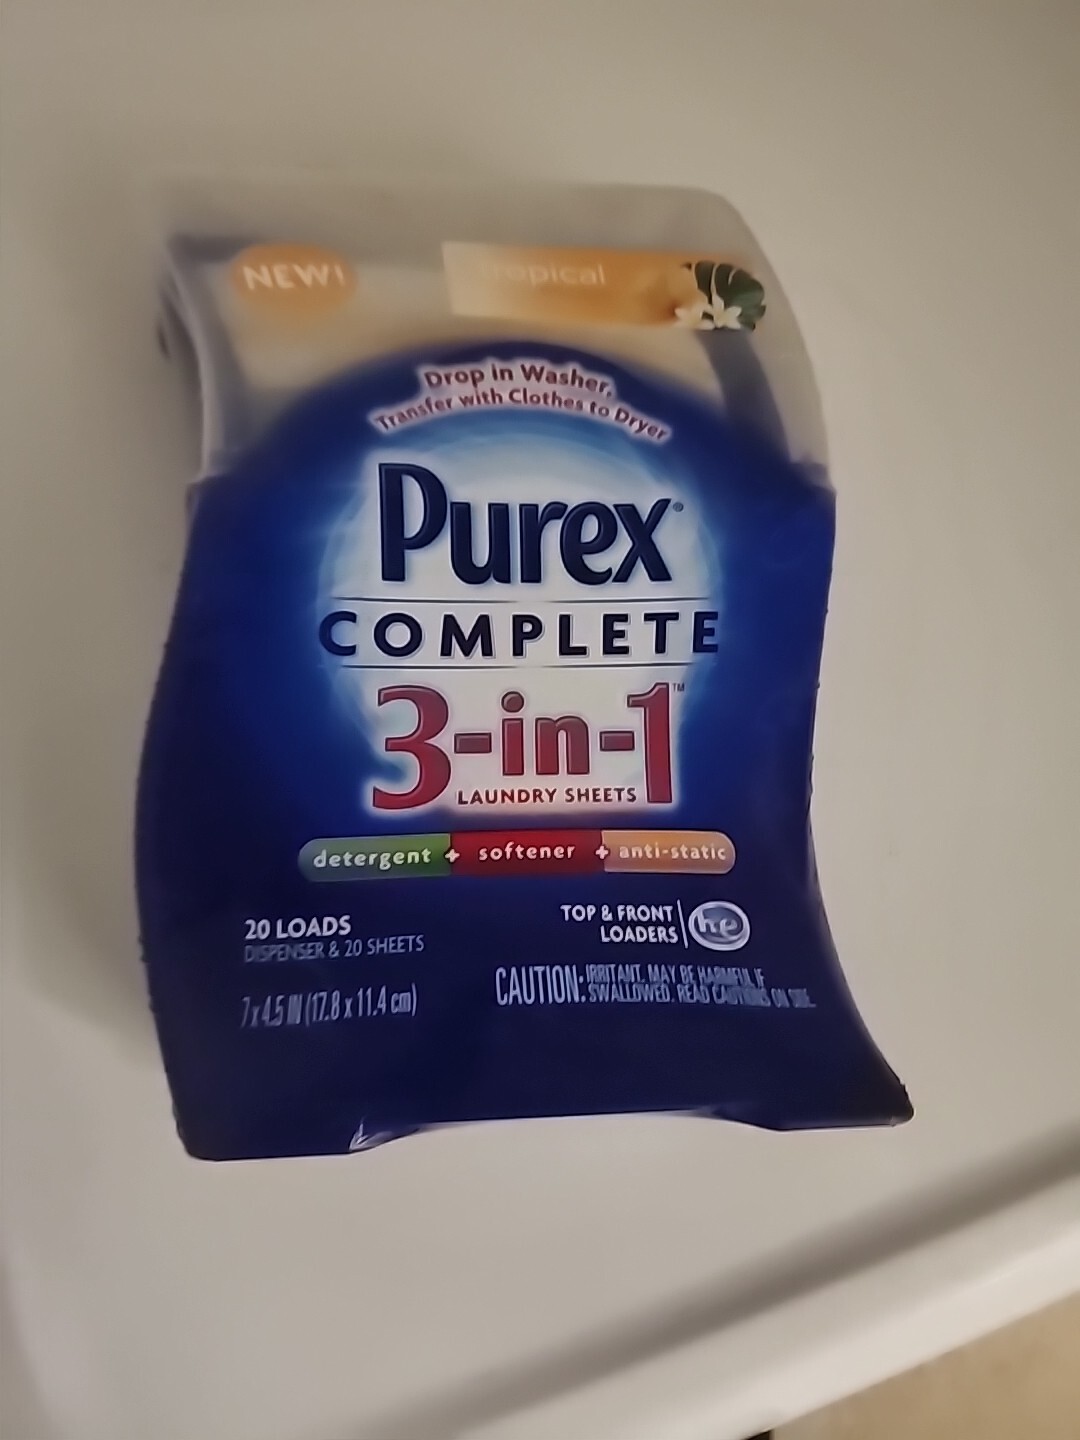 NEW!
Tropical
Drop in Washer,
Transfer with Clothes to Dryer
Purex®
COMPLETE
3-in-1™
LAUNDRY SHEETS
detergent + softener + anti-static
20 LOADS
DISPENSER & 20 SHEETS
7 x 4.5 IN (17.8 x 11.4 cm)
TOP & FRONT
LOADERS
he
CAUTION: IRRITANT. MAY BE HARMFUL IF
SWALLOWED. READ CAUTIONS ON SIDE.